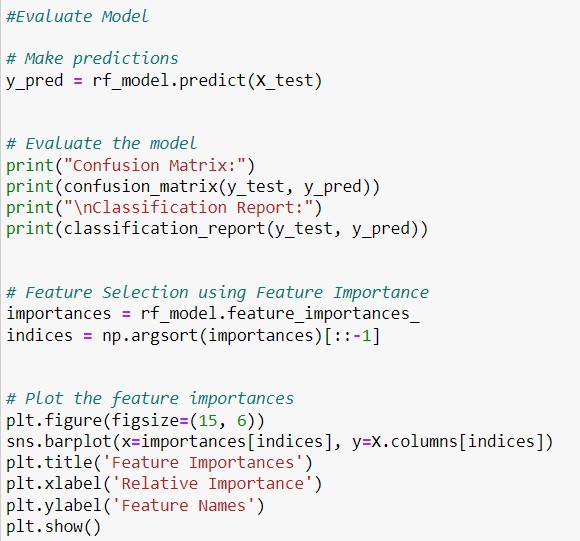 #Evaluate Model
# Make predictions
y_pred = rf_model.predict(X_test)
# Evaluate the model
print("Confusion Matrix:")
print(confusion_matrix(y_test, y_pred))
print("\nClassification Report:")
print(classification_report(y_test, y_pred))
# Feature Selection using Feature Importance
importances = rf_model.feature_importances_
indices = np.argsort(importances)[::-1]
# Plot the feature importances
plt.figure(figsize=(15, 6))
sns.barplot(x=importances[indices], y=X.columns[indices])
plt.title('Feature Importances')
plt.xlabel('Relative Importance')
plt.ylabel('Feature Names')
plt.show()